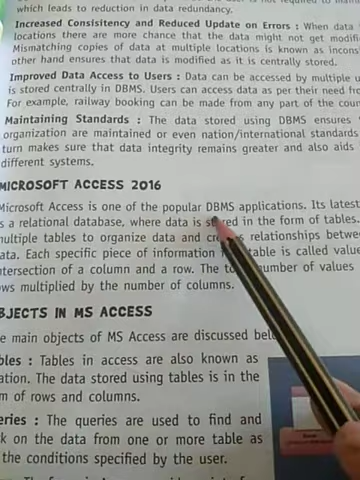 which leads to reduction in data redundancy.
Increased Consisitency and Reduced Update on Errors : When data
locations there are more chance that the data might not get modifi
Mismatching copies of data at multiple locations is known as incons
other hand ensures that data is modified as it is centrally stored.
Improved Data Access to Users : Data can be accessed by multiple u
is stored centrally in DBMS. Users can access data as per their need fro
For example, railway booking can be made from any part of the cou
Maintaining Standards : The data stored using DBMS ensures
organization are maintained or even nation/international standards
turn makes sure that data integrity remains greater and also aids
different systems.
MICROSOFT ACCESS 2016
Microsoft Access is one of the popular DBMS applications. Its latest
s a relational database, where data is stored in the form of tables.
multiple tables to organize data and relationships betwe
ata. Each specific piece of information table is called value
ntersection of a column and a row. The number of values
ws multiplied by the number of columns.
BJECTS IN MS ACCESS
e main objects of MS Access are discussed bel
bles : Tables in access are also known as
ation. The data stored using tables is in the
m of rows and columns.
eries : The queries are used to find and
k on the data from one or more table as
the conditions specified by the user.